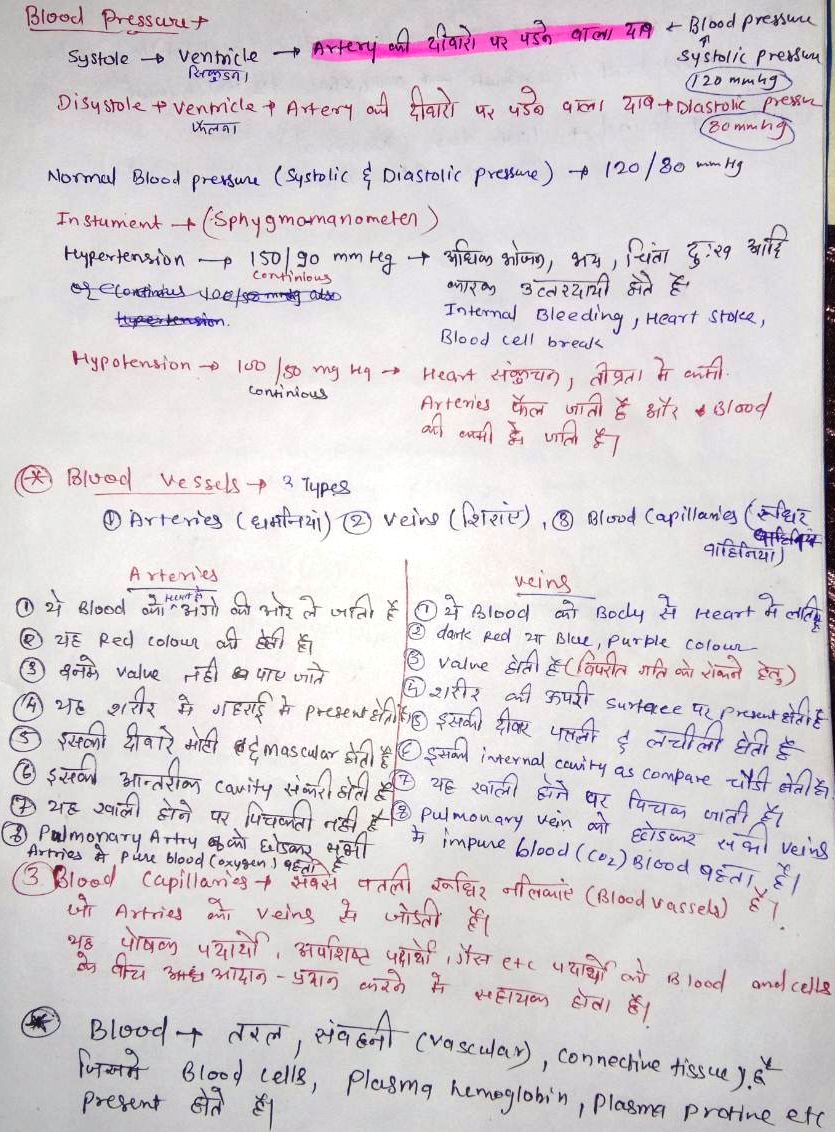 Blood Pressure →
Systole → Ventricle → Artery की दीवारो पर पडने वाला दाब ← Blood pressure
सिकुडना
Systolic pressure
120 mmHg
Disystole → Ventricle → Artery की दीवारो पर पडने वाला दाब → Diastolic pressure
फैलना
80 mmHg
Normal Blood pressure (Systolic & Diastolic pressure) → 120/80 mmHg
Instument → (Sphygmamanometer)
Hypertension → 150/90 mm Hg → अधिक भोजन, भय, चिंता दुःख आदि
continious
कारक उत्तरदायी होते है
Internal Bleeding, Heart stoke,
Blood cell break
Hypotension → 100/50 mg Hg → Heart संकुचन, तीव्रता मे कमी.
continious
Arteries फैल जाती है और Blood
की कमी हो जाती है।
* Blood vessels → 3 Types
① Arteries (धमनियां) ② Veins (शिराएं), ③ Blood Capillaries (रूधिर
वाहिनिया)
Arteries
① ये Blood को Heart से अंगो की ओर ले जाती है
② यह Red colour की होती है।
③ इनमे value नही पाए जाते
④ यह शरीर मे गहराई मे present होती है
⑤ इसकी दीवारे मोटी & mascular होती है
⑥ इसकी आन्तरीक cavity संकरी होती है
⑦ यह खाली होने पर पिचकती नही है
⑧ Pulmonary Artry को छोडकर सभी
Artries मे pure blood (oxygen) बहता है
Veins
① ये Blood को Body से Heart मे लाती है
② dark Red या Blue, purple colour
③ value होती है (विपरीत गति को रोकने हेतु)
④ शरीर की ऊपरी surface पर present होती है
⑤ इसकी दीवार पतली & लचीली होती है
⑥ इसकी internal cavity as compare चौडी होती है।
⑦ यह खाली होने पर पिचक जाती है।
⑧ pulmonary vein को छोडकर सभी veins
मे impure blood (CO2) Blood बहता है।
3. Blood Capillaries → सबसे पतली रूधिर नलिकाएं (Blood vassels) है।
जो Artries को veins से जोडती है।
यह पोषक पदार्थो, अपशिष्ट पदार्थो, गैस etc पदार्थो को Blood and cells
के बीच आदान-प्रदान करने मे सहायक होता है।
* Blood → तरल, संवहनी (vascular), connective tissue) है
जिसमे Blood cells, Plasma hemoglobin, plasma protine etc
present होते है।